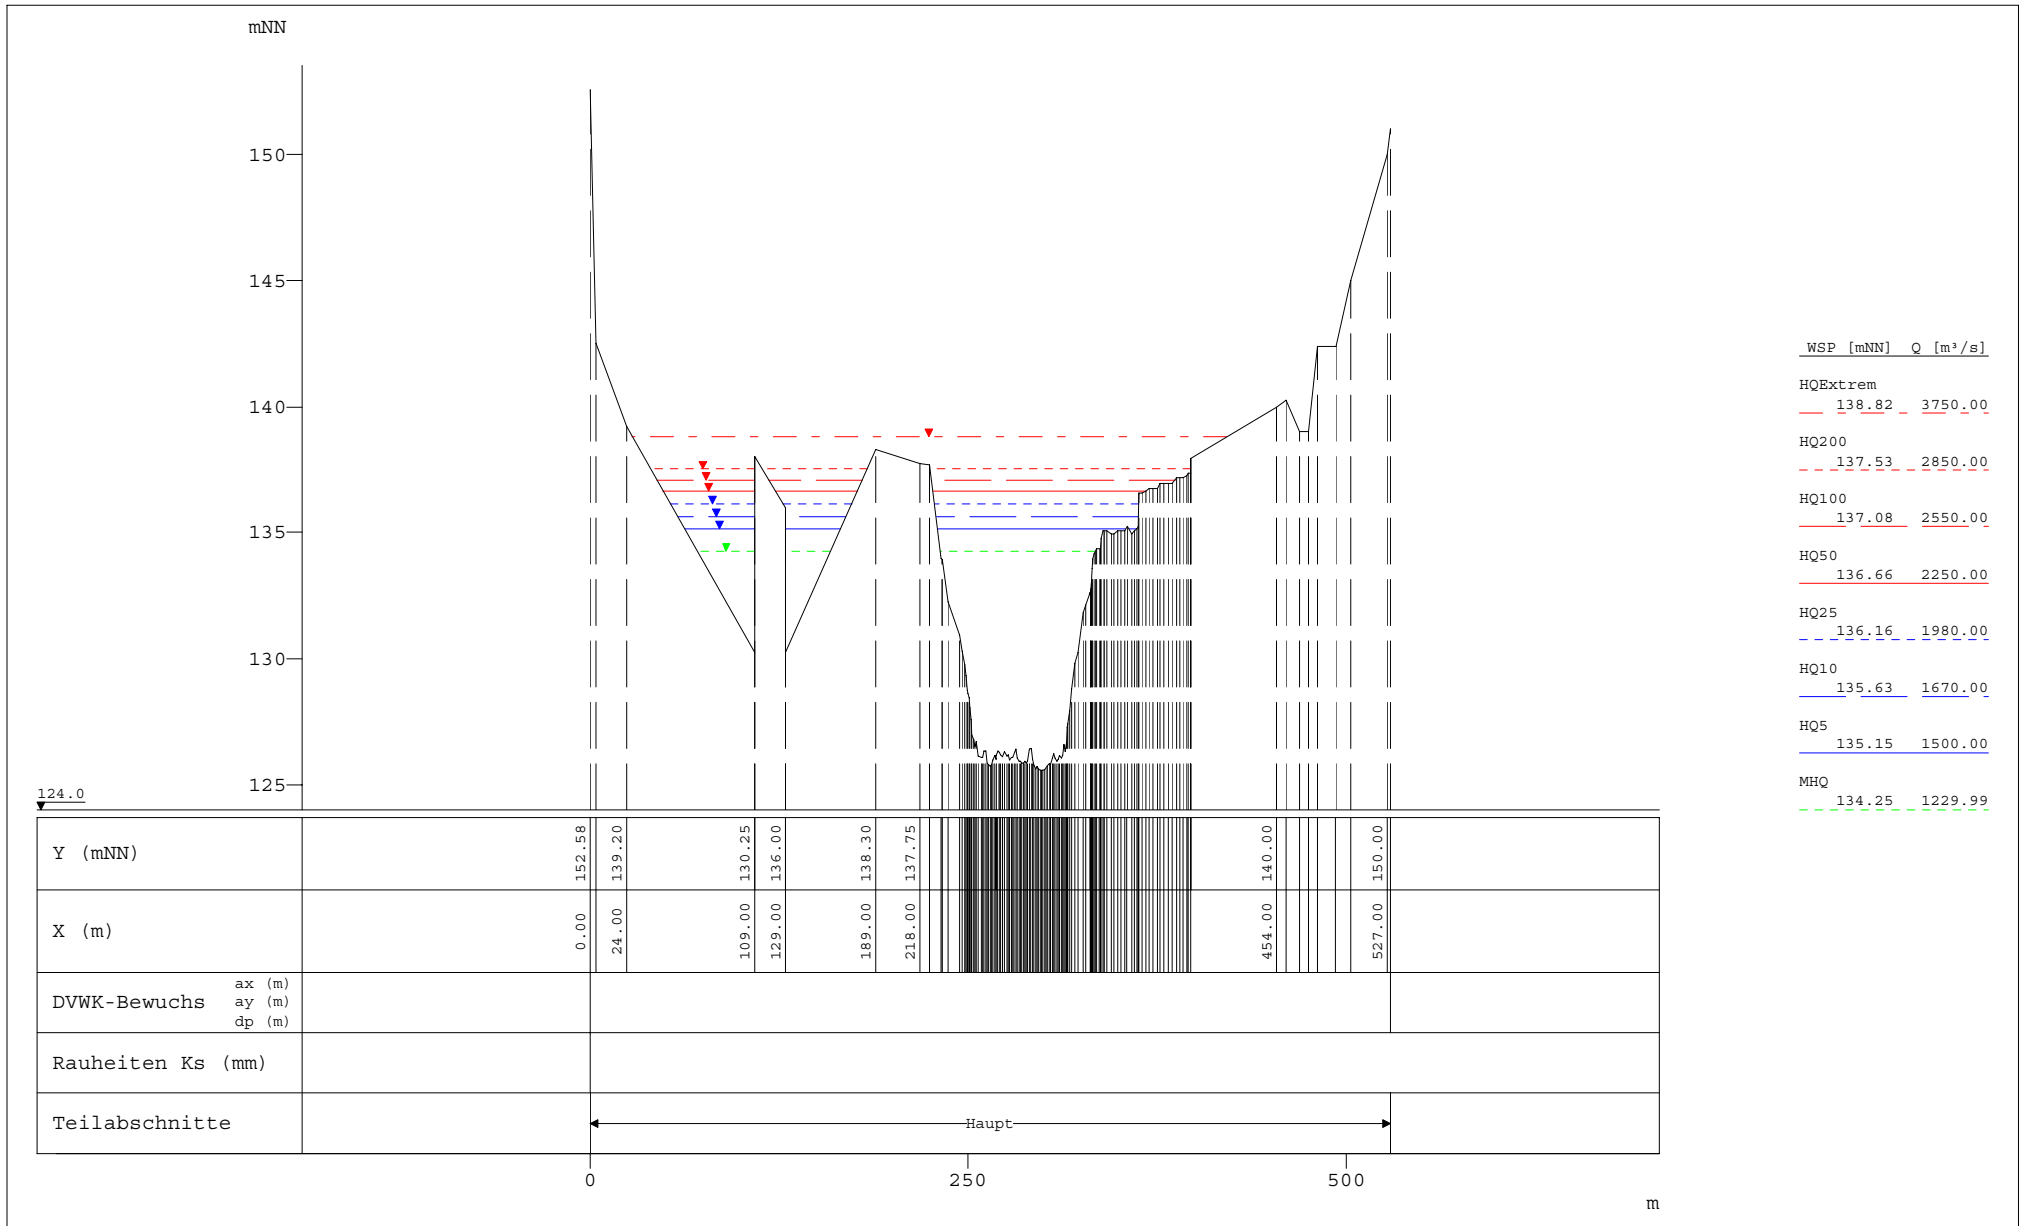 mNN
150
145
140
135
130
125
124.0
WSP [mNN] Q [m³/s]
HQExtrem
138.82 3750.00
HQ200
137.53 2850.00
HQ100
137.08 2550.00
HQ50
136.66 2250.00
HQ25
136.16 1980.00
HQ10
135.63 1670.00
HQ5
135.15 1500.00
MHQ
134.25 1229.99
Y (mNN) 152.58 139.20 130.25 136.00 138.30 137.75 140.00 150.00
X (m) 0.00 24.00 109.00 129.00 189.00 218.00 454.00 527.00
DVWK-Bewuchs
ax (m)
ay (m)
dp (m)
Rauheiten Ks (mm)
Teilabschnitte
Haupt
0 250 500
m